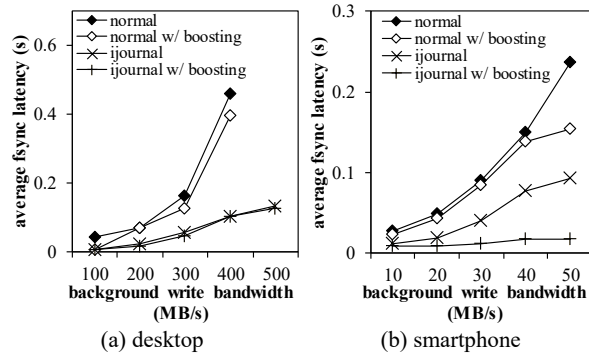 average fsync latency (s)
0.6
0.4
0.2
0
normal
normal w/ boosting
ijournal
ijournal w/ boosting
100 200 300 400 500
background write bandwidth
(MB/s)
(a) desktop
average fsync latency (s)
0.3
0.2
0.1
0
normal
normal w/ boosting
ijournal
ijournal w/ boosting
10 20 30 40 50
background write bandwidth
(MB/s)
(b) smartphone